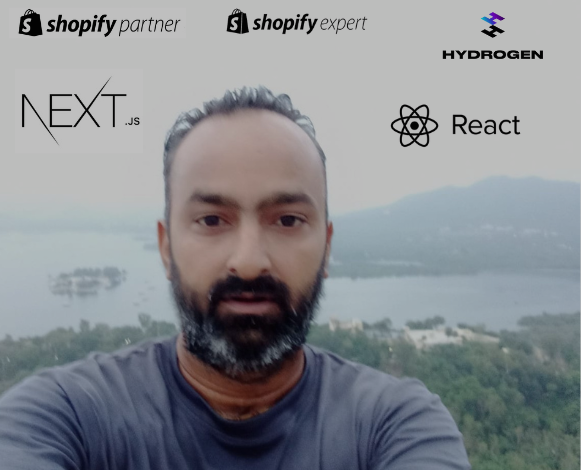 shopify partner
shopify expert
HYDROGEN
NEXT.JS
React